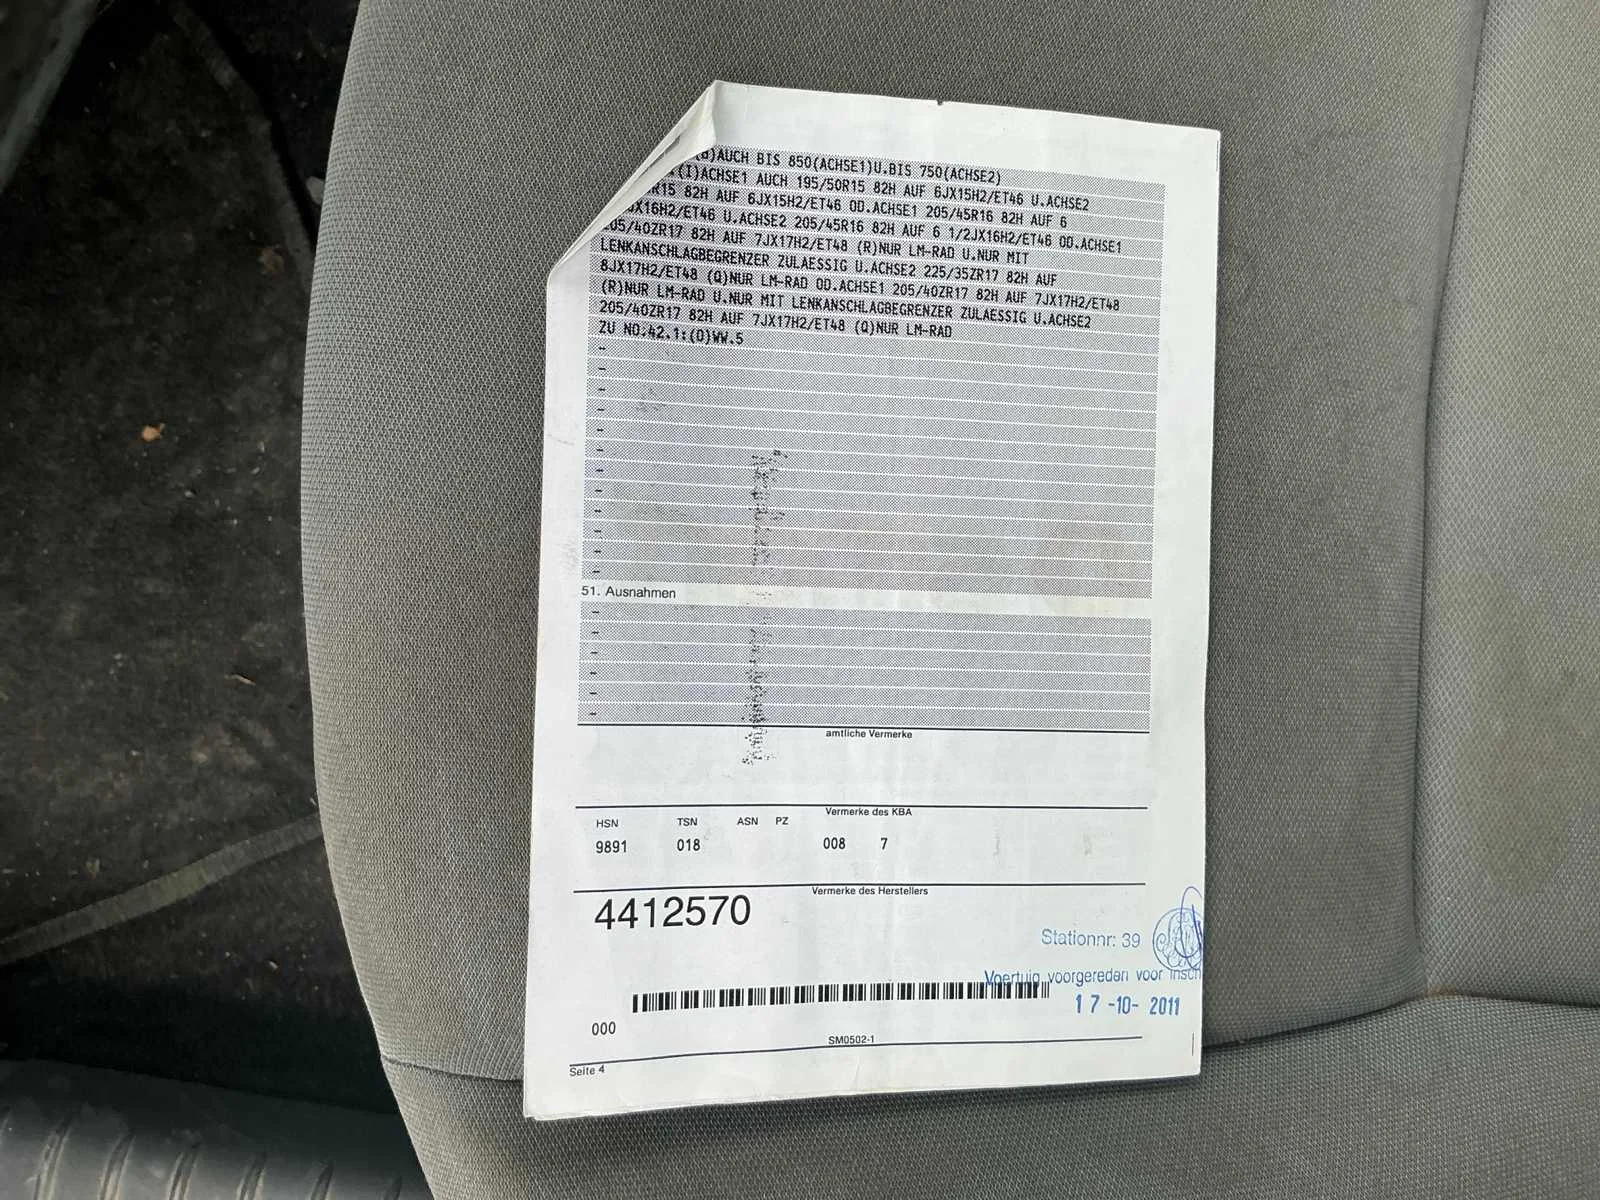 )AUCH BIS 850(ACHSE1)U.BIS 750(ACHSE2)
(I)ACHSE1 AUCH 195/50R15 82H AUF 6JX15H2/ET46 U.ACHSE2
R15 82H AUF 6JX15H2/ET46 OD.ACHSE1 205/45R16 82H AUF 6
JX16H2/ET46 U.ACHSE2 205/45R16 82H AUF 6 1/2JX16H2/ET46 OD.ACHSE1
05/40ZR17 82H AUF 7JX17H2/ET48 (R)NUR LM-RAD U.NUR MIT
LENKANSCHLAGBEGRENZER ZULAESSIG U.ACHSE2 225/35ZR17 82H AUF
8JX17H2/ET48 (Q)NUR LM-RAD OD.ACHSE1 205/40ZR17 82H AUF 7JX17H2/ET48
(R)NUR LM-RAD U.NUR MIT LENKANSCHLAGBEGRENZER ZULAESSIG U.ACHSE2
205/40ZR17 82H AUF 7JX17H2/ET48 (Q)NUR LM-RAD
ZU NO.42.1:(O)WW.5
–
–
–
–
–
–
–
–
–
–
–
–
51. Ausnahmen
–
–
–
–
–
–
amtliche Vermerke
Vermerke des KBA
HSN TSN ASN PZ
9891 018 008 7
Vermerke des Herstellers
4412570
Stationnr: 39
Voertuig voorgereden voor insch
17-10-2011
000
SM0502-1
Seite 4